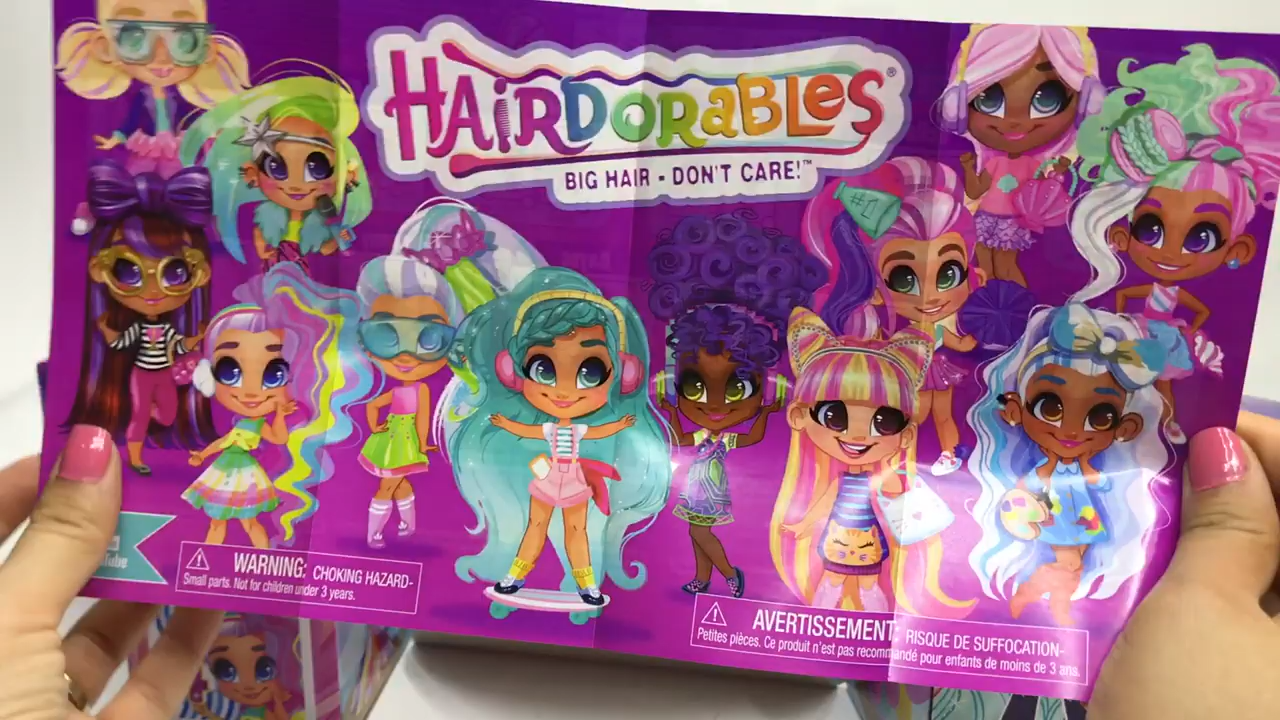 HAiRDORABLES®
BIG HAIR - DON'T CARE!™
#1
WARNING: CHOKING HAZARD-
Small parts. Not for children under 3 years.
AVERTISSEMENT: RISQUE DE SUFFOCATION-
Petites pièces. Ce produit n'est pas recommandé pour enfants de moins de 3 ans.